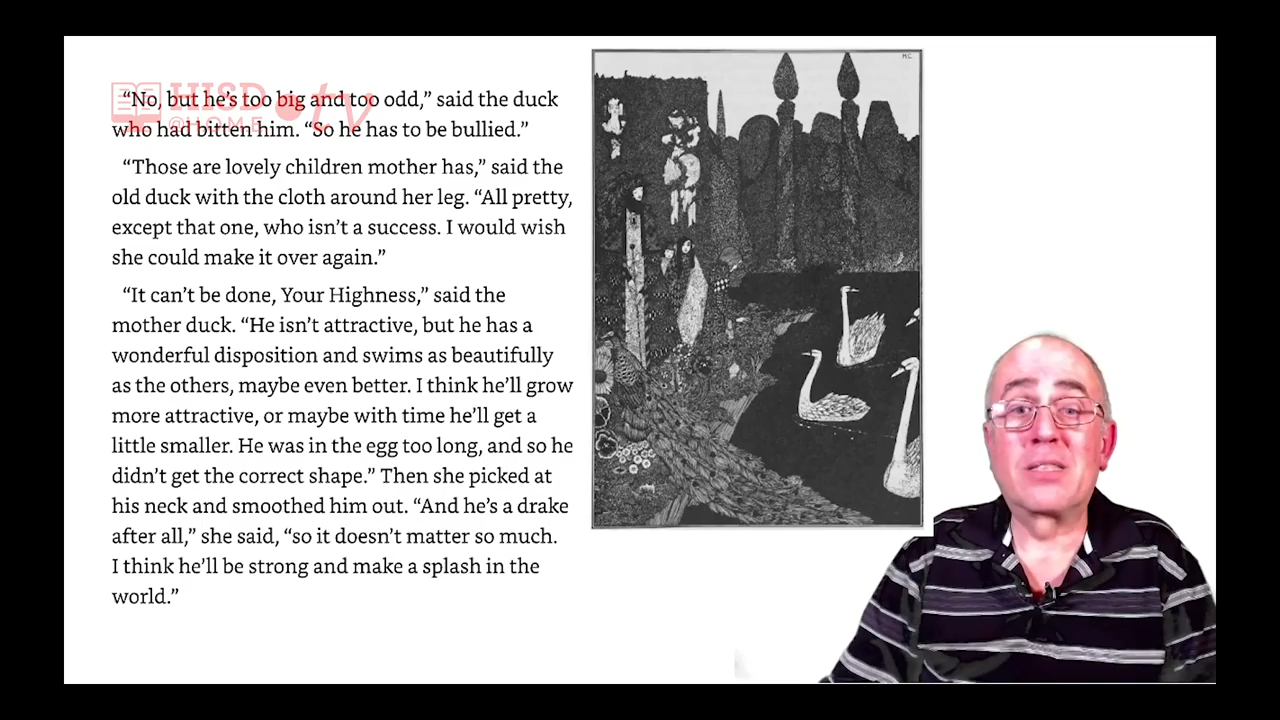 HISD
@HOME
.tv
“No, but he’s too big and too odd,” said the duck
who had bitten him. “So he has to be bullied.”
“Those are lovely children mother has,” said the
old duck with the cloth around her leg. “All pretty,
except that one, who isn’t a success. I would wish
she could make it over again.”
“It can’t be done, Your Highness,” said the
mother duck. “He isn’t attractive, but he has a
wonderful disposition and swims as beautifully
as the others, maybe even better. I think he’ll grow
more attractive, or maybe with time he’ll get a
little smaller. He was in the egg too long, and so he
didn’t get the correct shape.” Then she picked at
his neck and smoothed him out. “And he’s a drake
after all,” she said, “so it doesn’t matter so much.
I think he’ll be strong and make a splash in the
world.”
H.C.